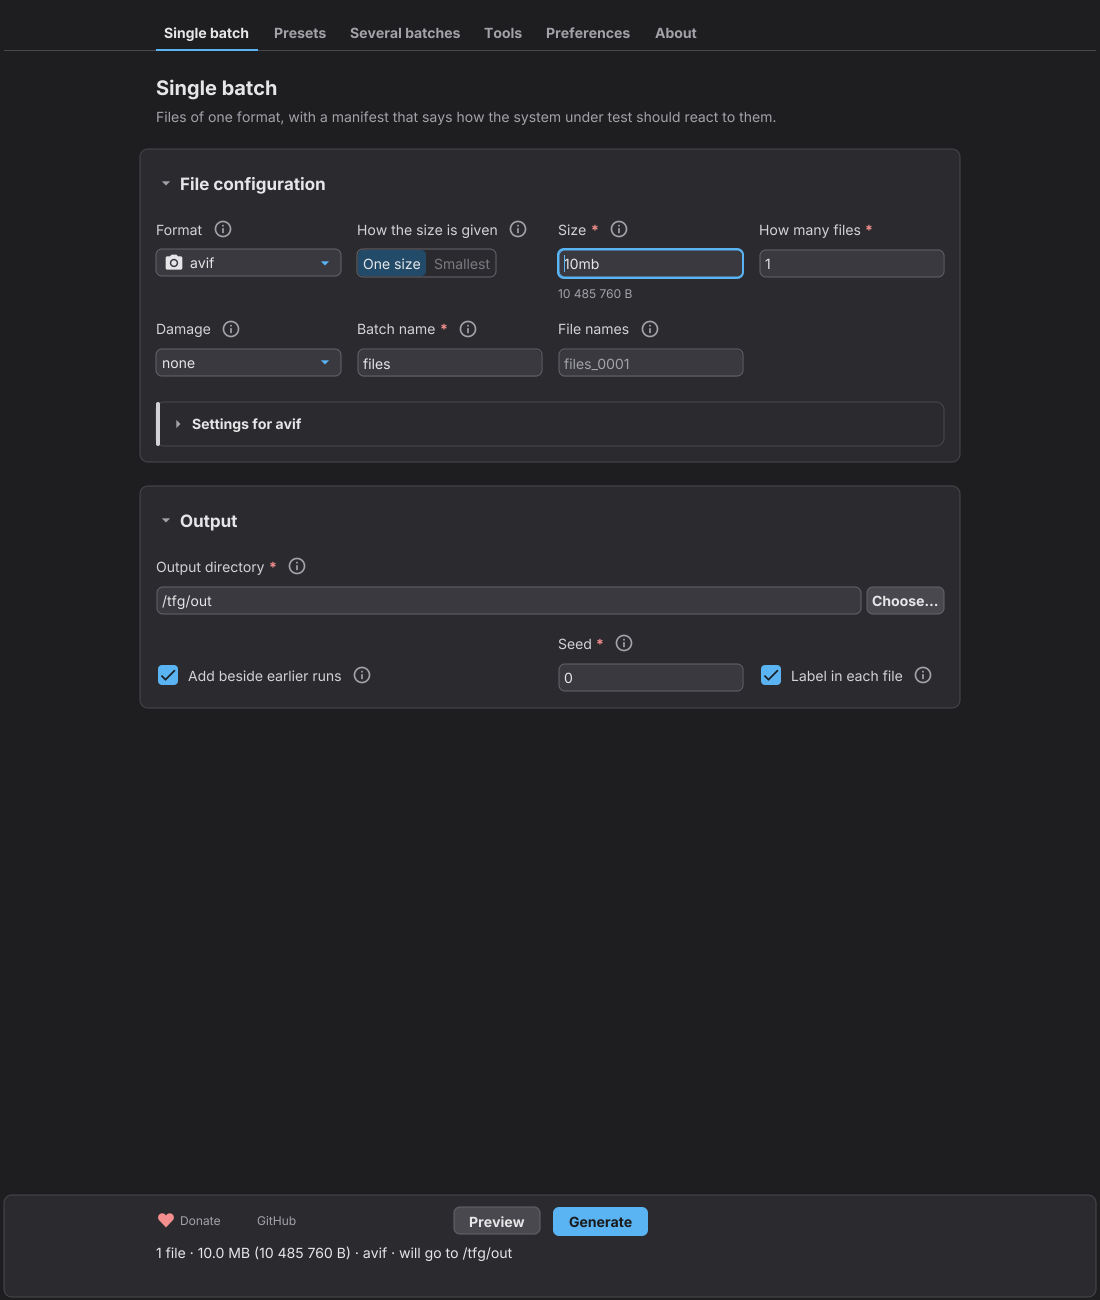 Single batch Presets Several batches Tools Preferences About
Single batch
Files of one format, with a manifest that says how the system under test should react to them.
File configuration
Format How the size is given Size * How many files *
avif One size Smallest 10mb 1
10 485 760 B
Damage Batch name * File names
none files files_0001
Settings for avif
Output
Output directory *
/tfg/out Choose...
Seed *
Add beside earlier runs 0 Label in each file
Donate GitHub Preview Generate
1 file · 10.0 MB (10 485 760 B) · avif · will go to /tfg/out